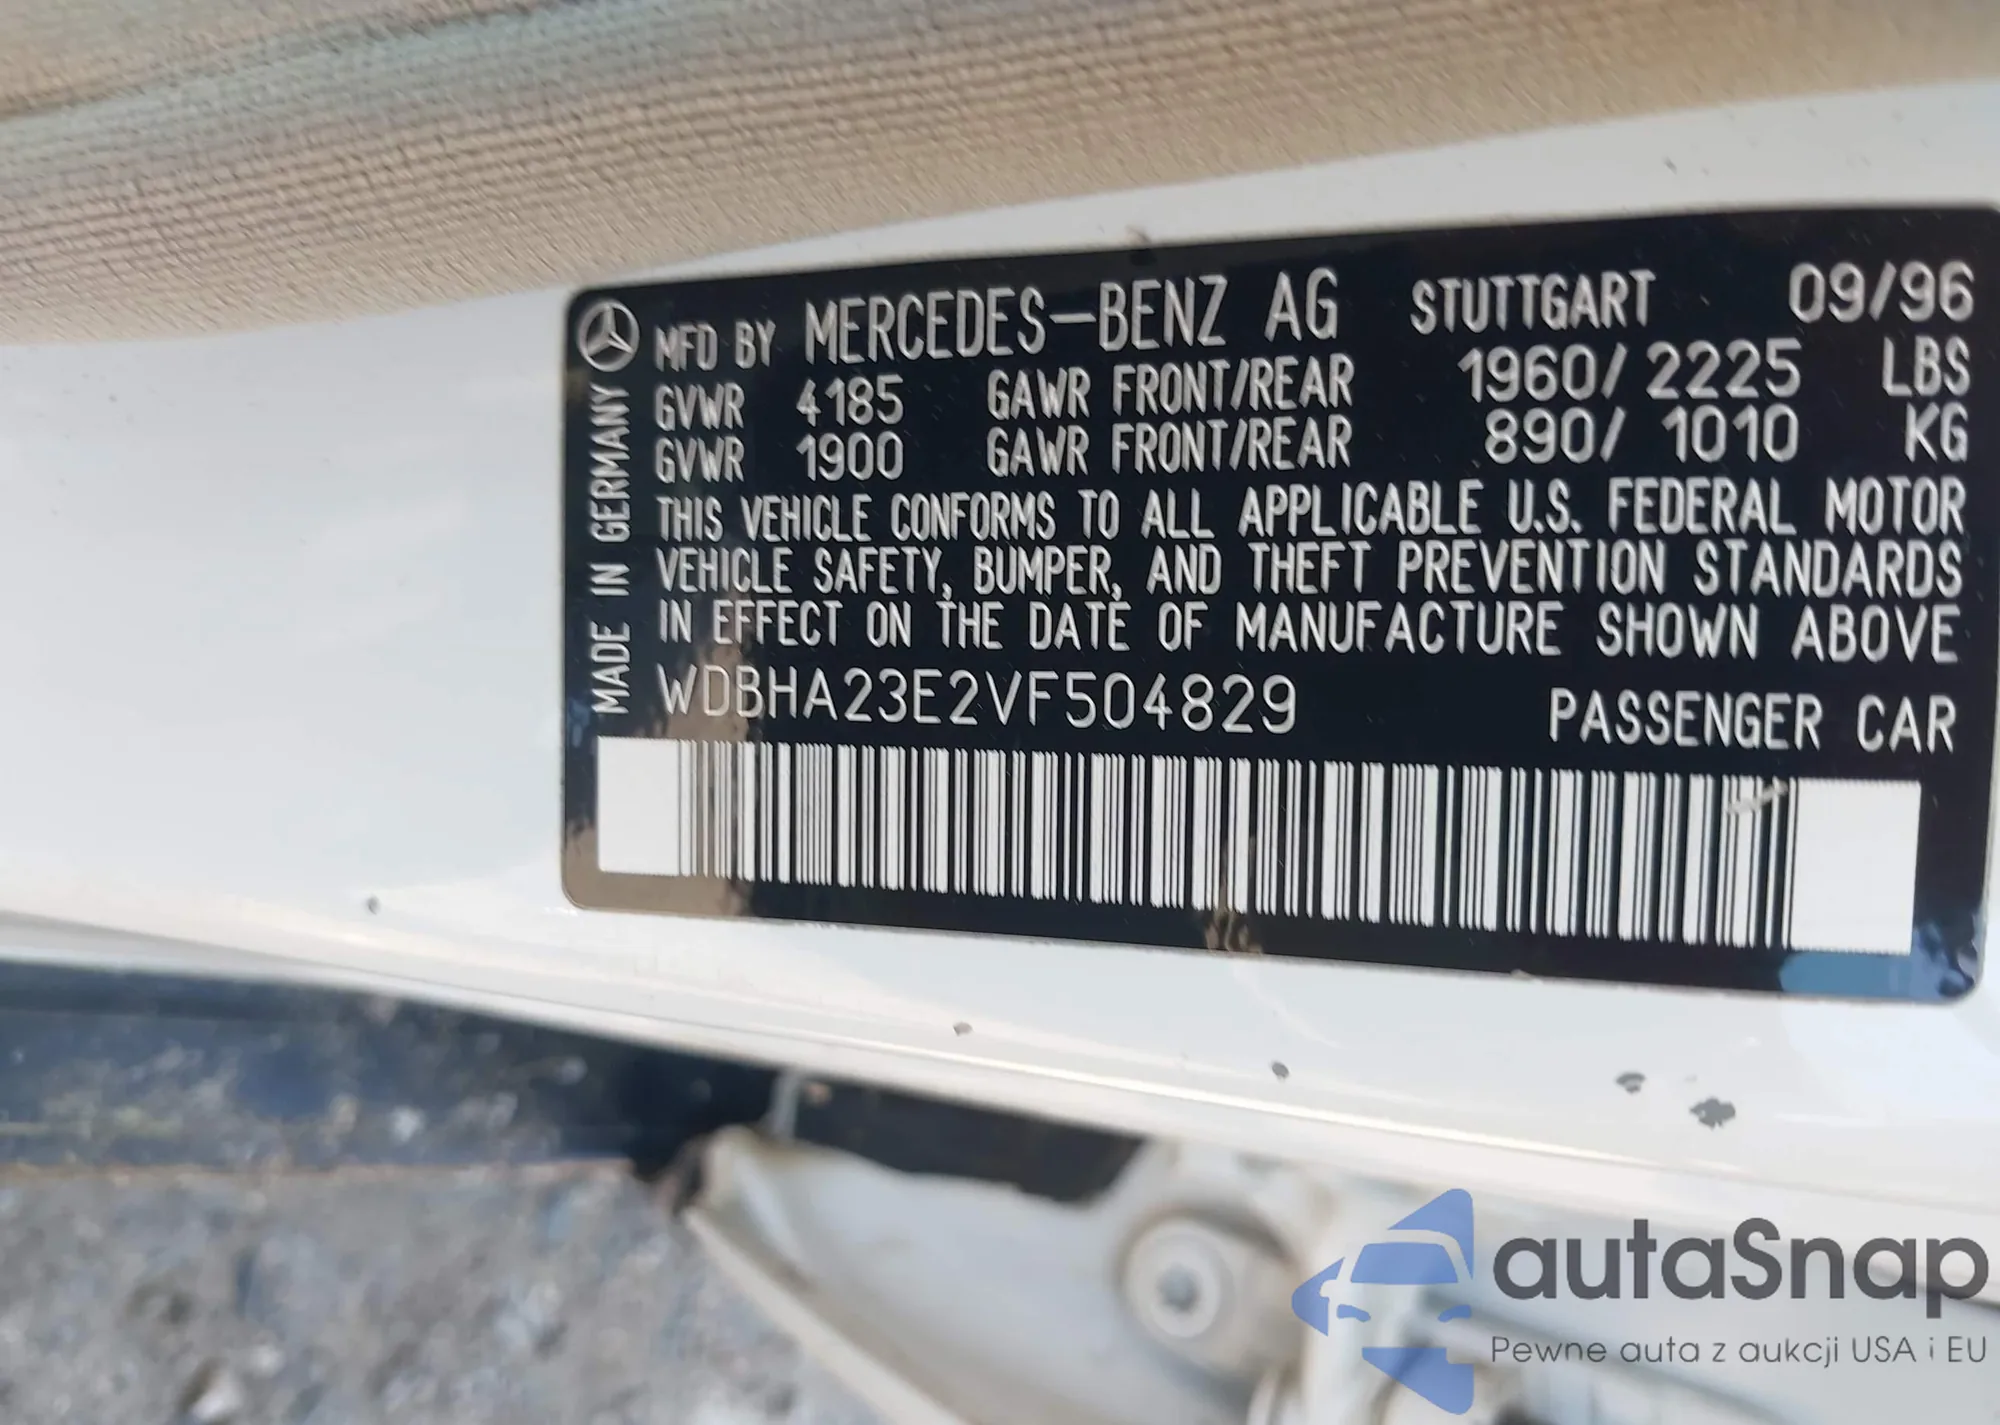 MFD BY MERCEDES-BENZ AG STUTTGART 09/96
GVWR 4185 GAWR FRONT/REAR 1960/2225 LBS
GVWR 1900 GAWR FRONT/REAR 890/1010 KG
THIS VEHICLE CONFORMS TO ALL APPLICABLE U.S. FEDERAL MOTOR
VEHICLE SAFETY, BUMPER, AND THEFT PREVENTION STANDARDS
IN EFFECT ON THE DATE OF MANUFACTURE SHOWN ABOVE
WDBHA23E2VF504829 PASSENGER CAR
MADE IN GERMANY
autaSnap
Pewne auta z aukcji USA i EU